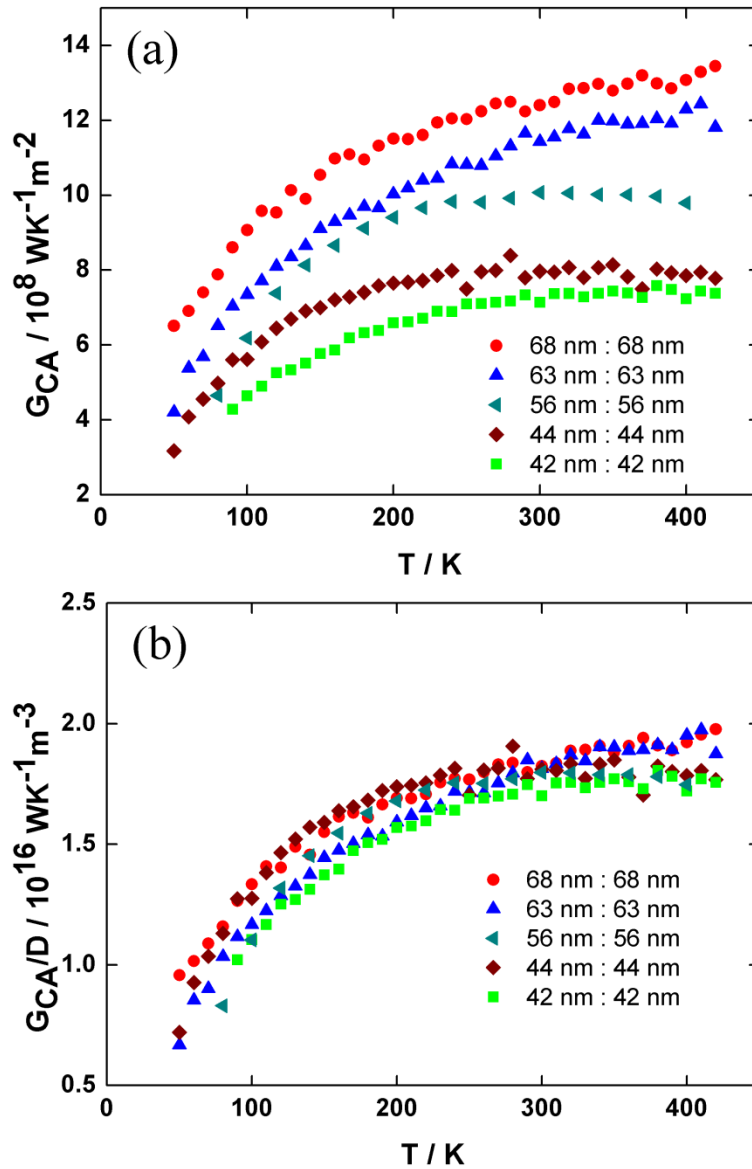 (a)
14
12
10
8
6
4
2
G_CA / 10^8 WK^-1m^-2
68 nm : 68 nm
63 nm : 63 nm
56 nm : 56 nm
44 nm : 44 nm
42 nm : 42 nm
0 100 200 300 400
T / K
(b)
2.5
2.0
1.5
1.0
0.5
G_CA/D / 10^16 WK^-1m^-3
68 nm : 68 nm
63 nm : 63 nm
56 nm : 56 nm
44 nm : 44 nm
42 nm : 42 nm
0 100 200 300 400
T / K